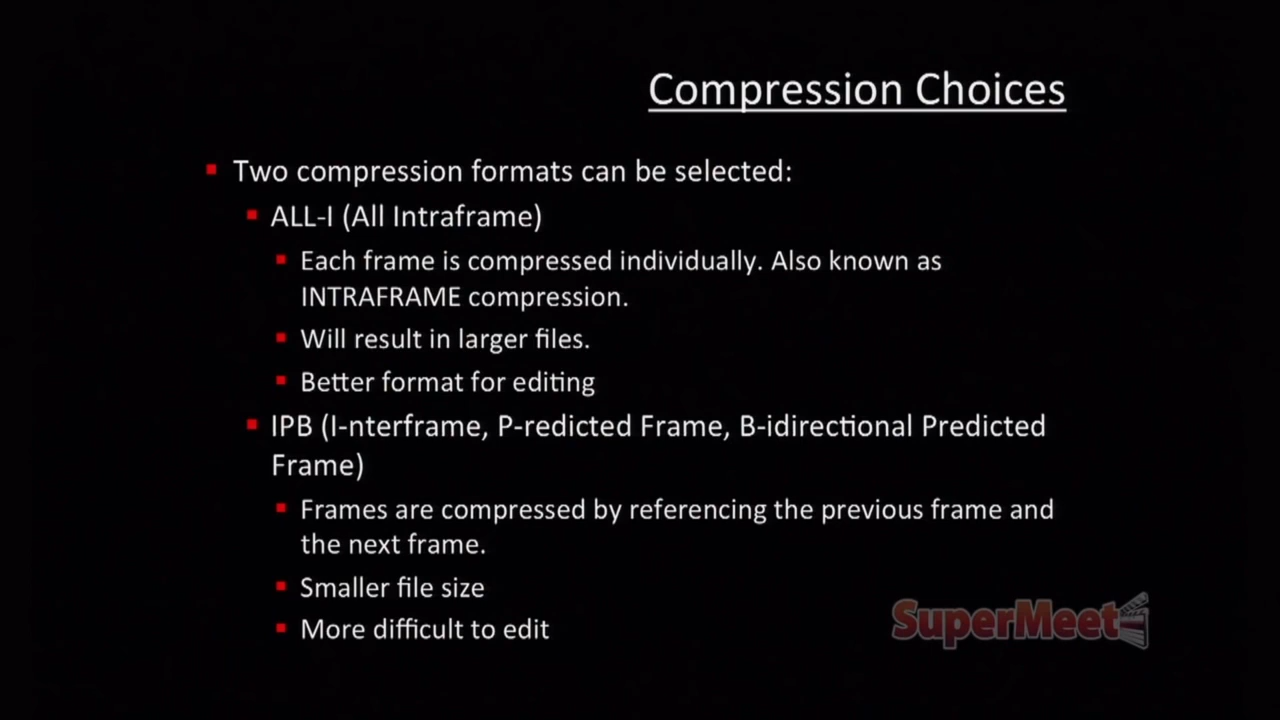 Compression Choices
Two compression formats can be selected:
ALL-I (All Intraframe)
Each frame is compressed individually. Also known as
INTRAFRAME compression.
Will result in larger files.
Better format for editing
IPB (I-nterframe, P-redicted Frame, B-idirectional Predicted
Frame)
Frames are compressed by referencing the previous frame and
the next frame.
Smaller file size
More difficult to edit
SuperMeet